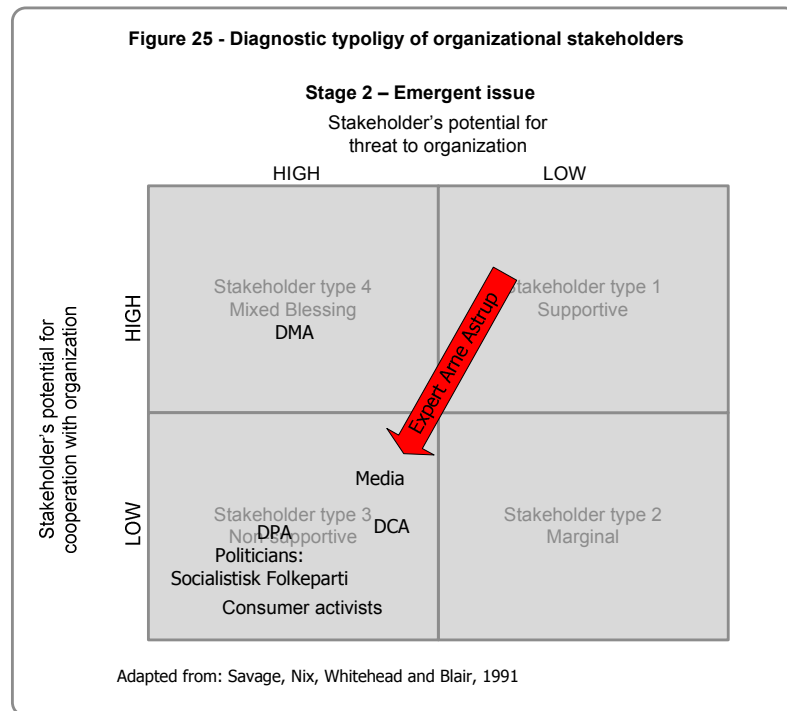 Figure 25 - Diagnostic typoligy of organizational stakeholders
Stage 2 – Emergent issue
Stakeholder's potential for
threat to organization
HIGH
LOW
Stakeholder's potential for
cooperation with organization
HIGH
LOW
Stakeholder type 4
Mixed Blessing
DMA
Stakeholder type 1
Supportive
Expert Arne Astrup
Media
Stakeholder type 3
Non supportive
DPA
DCA
Politicians:
Socialistisk Folkeparti
Consumer activists
Stakeholder type 2
Marginal
Adapted from: Savage, Nix, Whitehead and Blair, 1991